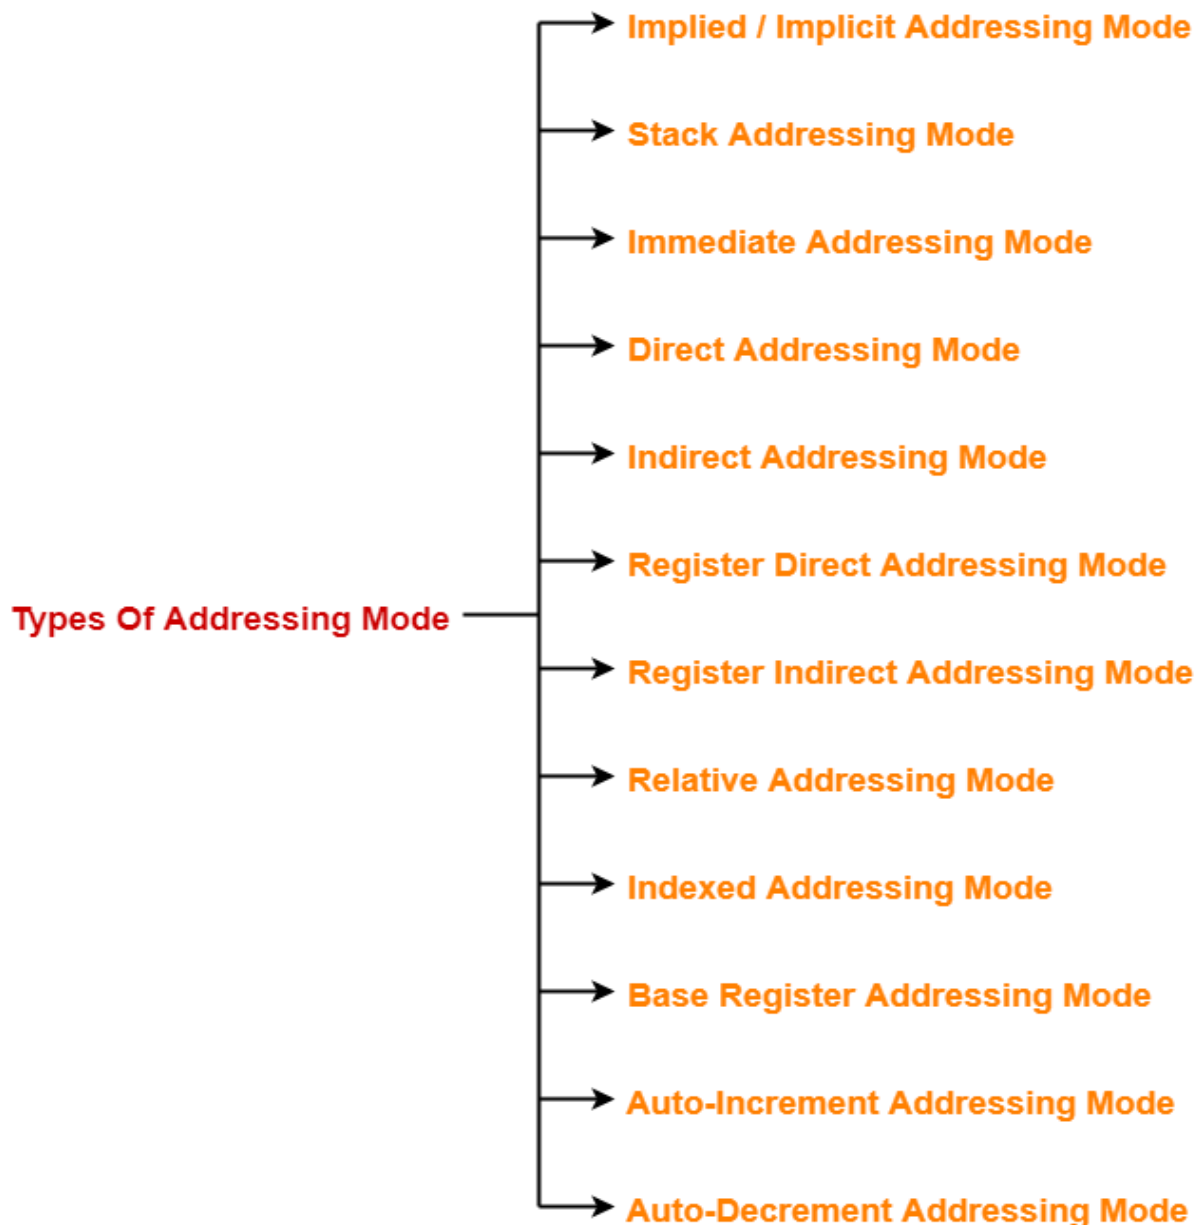 Implied / Implicit Addressing Mode
Stack Addressing Mode
Immediate Addressing Mode
Direct Addressing Mode
Indirect Addressing Mode
Register Direct Addressing Mode
Types Of Addressing Mode
Register Indirect Addressing Mode
Relative Addressing Mode
Indexed Addressing Mode
Base Register Addressing Mode
Auto-Increment Addressing Mode
Auto-Decrement Addressing Mode